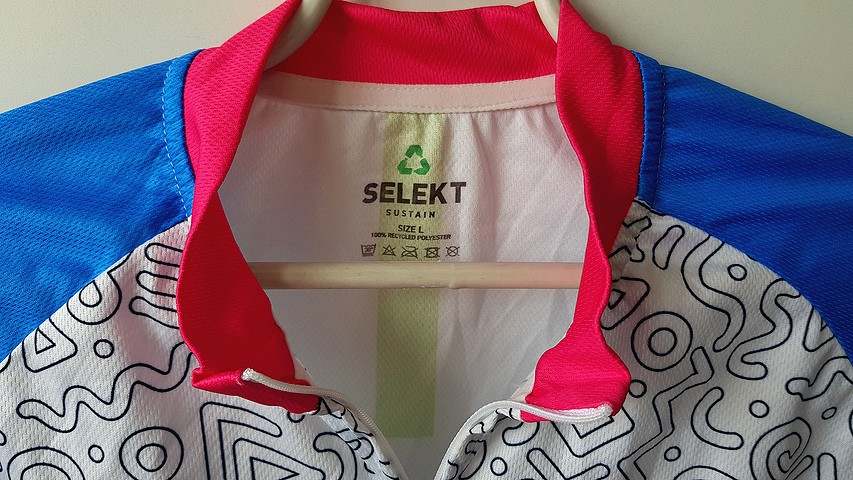 SELEKT
SUSTAIN
SIZE L
100% RECYCLED POLYESTER